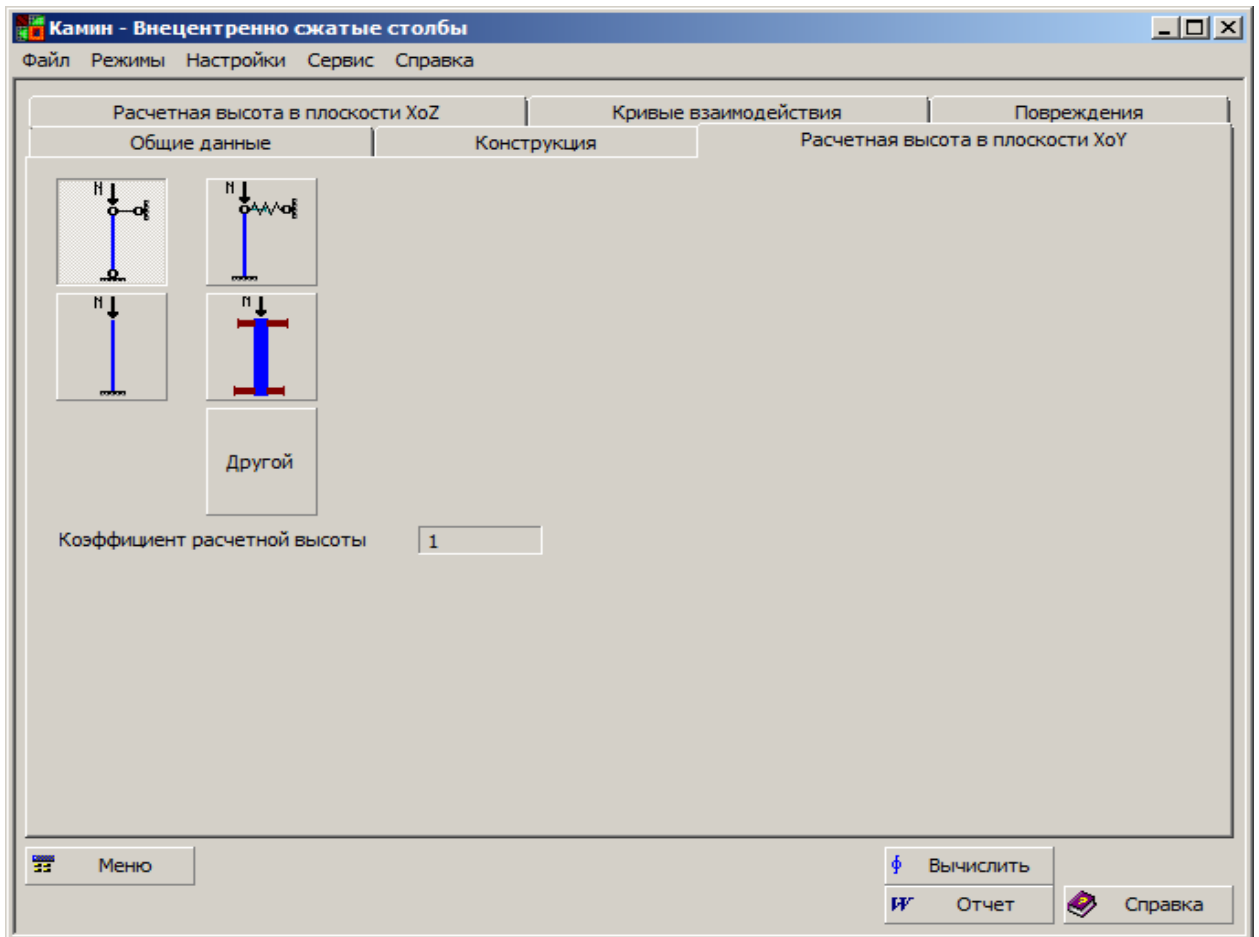 Камин - Внецентренно сжатые столбы
Файл Режимы Настройки Сервис Справка
Расчетная высота в плоскости XoZ Кривые взаимодействия Повреждения
Общие данные Конструкция Расчетная высота в плоскости XoY
N N
N N
Другой
Коэффициент расчетной высоты 1
Меню Вычислить
W Отчет Справка